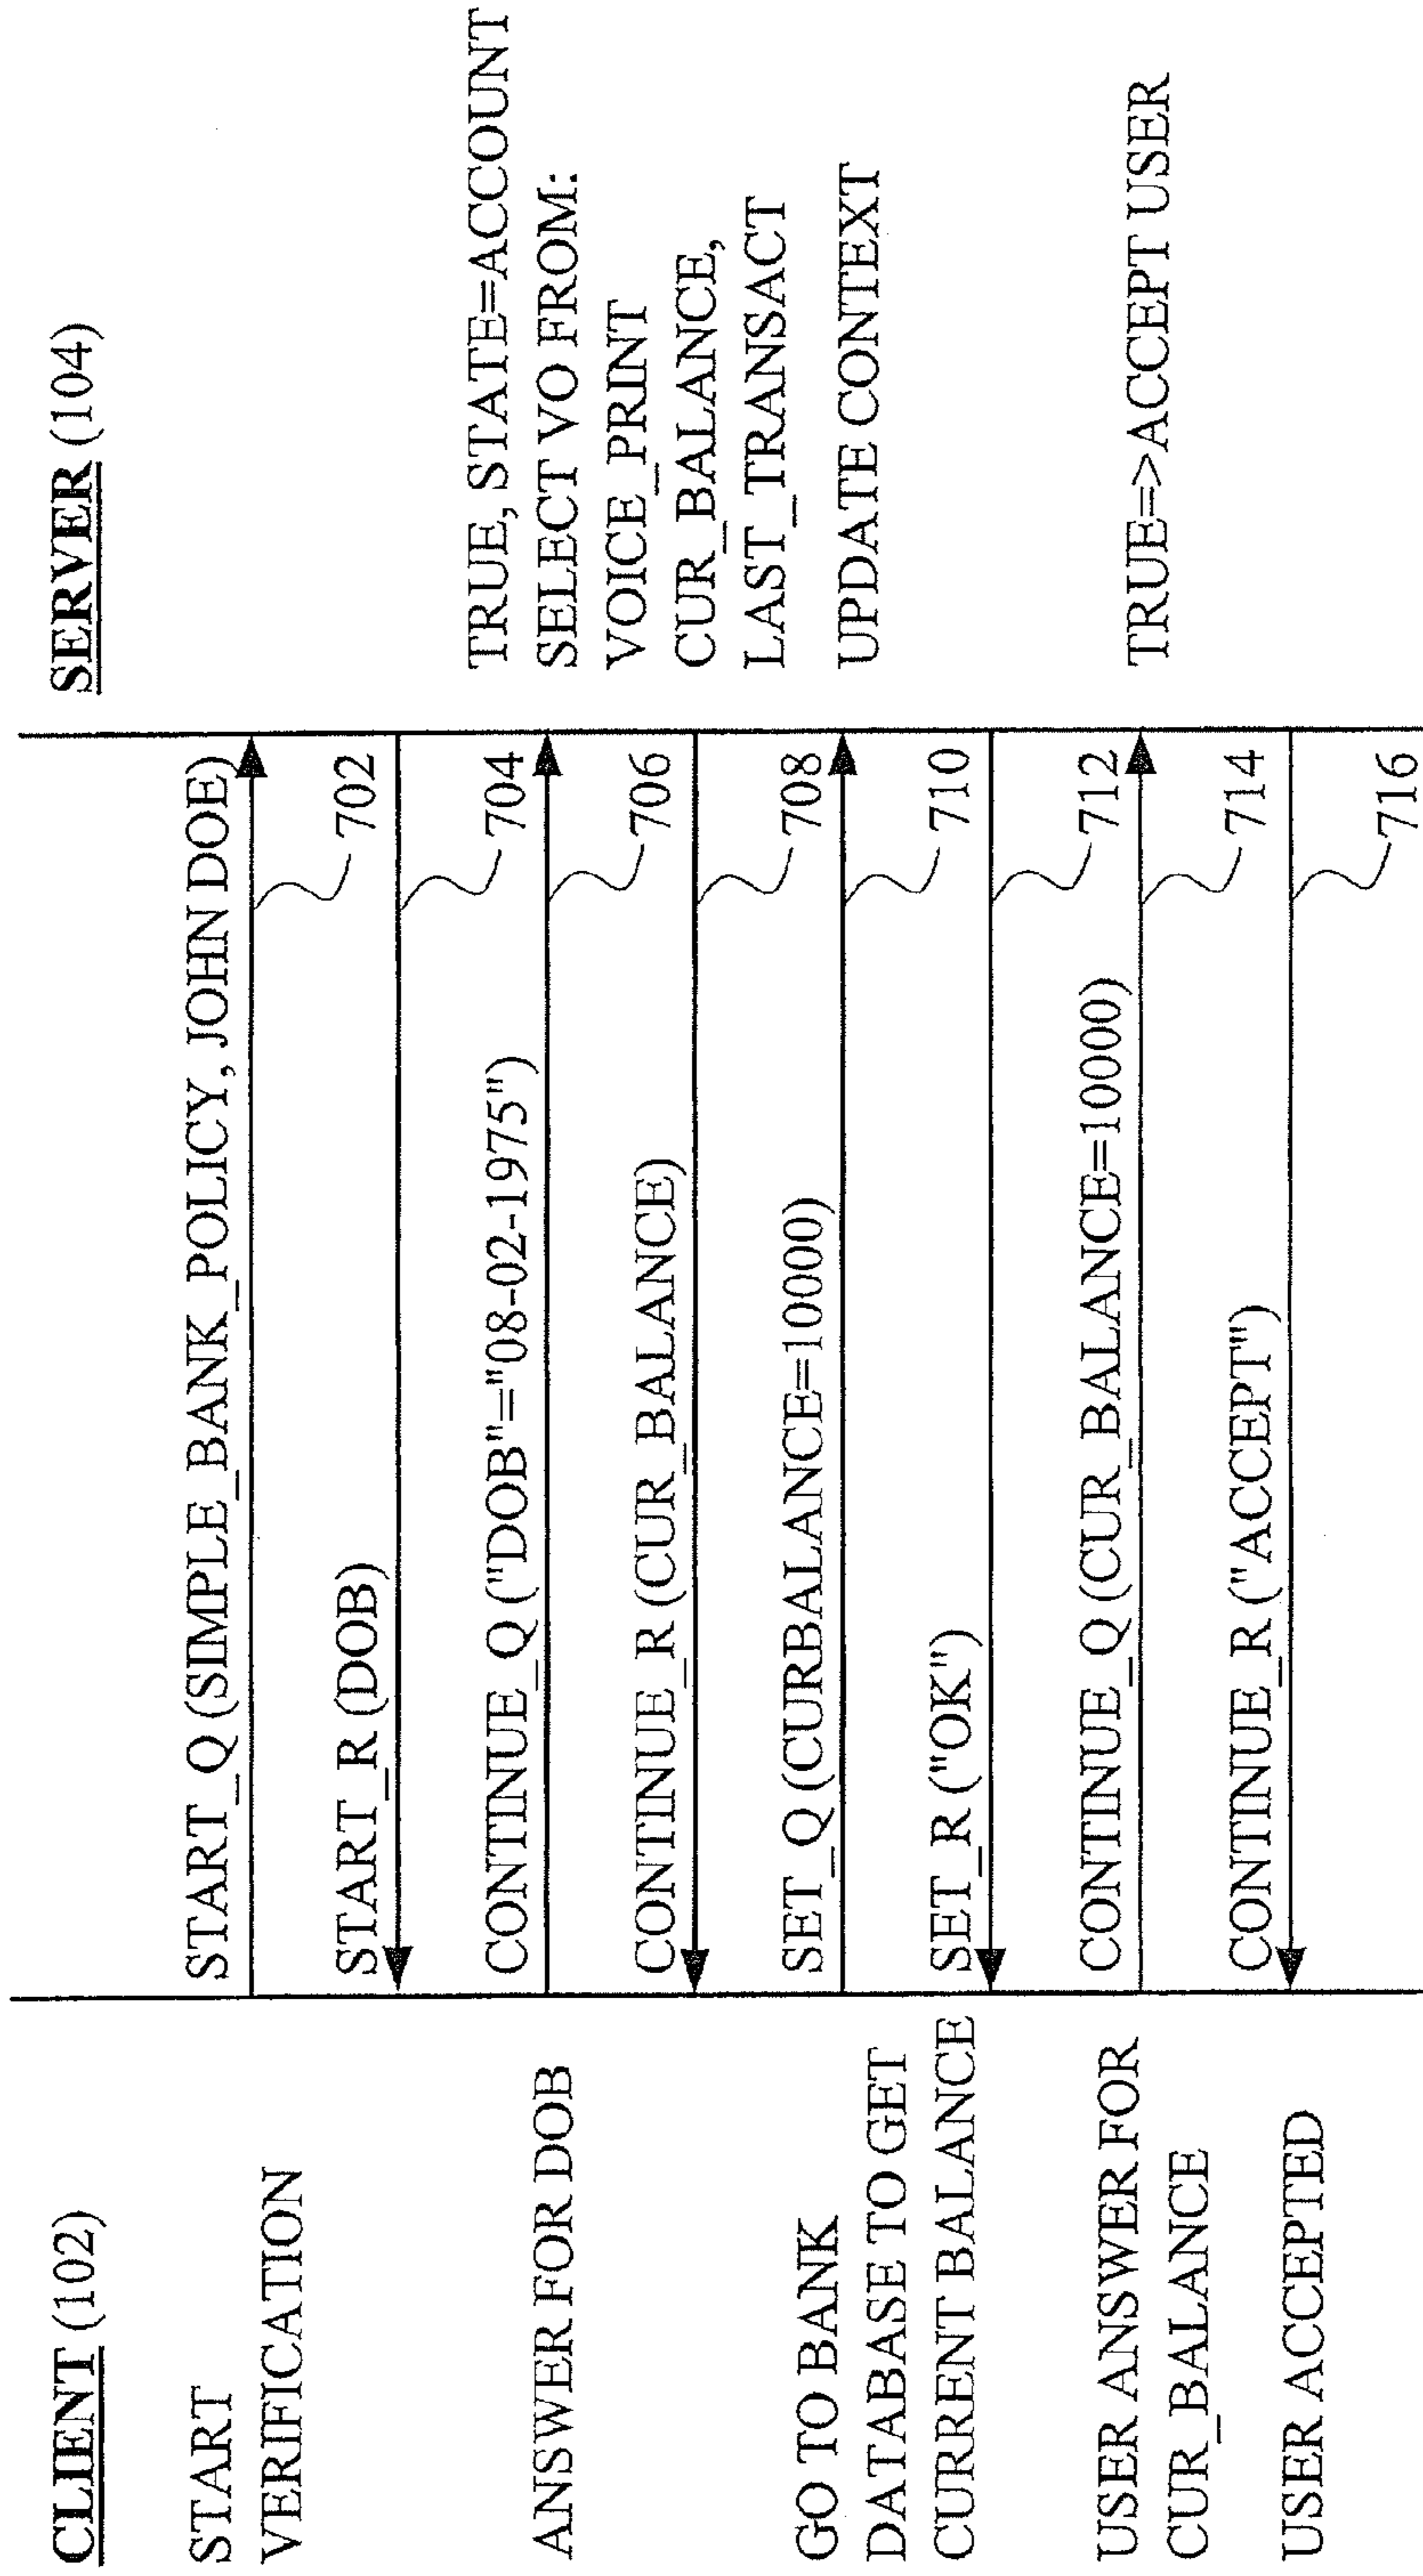 CLIENT (102)
SERVER (104)
START
VERIFICATION
START_Q (SIMPLE_BANK_POLICY, JOHN DOE)
702
START_R (DOB)
704
ANSWER FOR DOB
CONTINUE_Q ("DOB"="08-02-1975")
706
TRUE, STATE=ACCOUNT
SELECT VO FROM:
VOICE_PRINT
CUR_BALANCE,
LAST_TRANSACT
CONTINUE_R (CUR_BALANCE)
708
GO TO BANK
DATABASE TO GET
CURRENT BALANCE
SET_Q (CURBALANCE=10000)
710
UPDATE CONTEXT
SET_R ("OK")
712
USER ANSWER FOR
CUR_BALANCE
CONTINUE_Q (CUR_BALANCE=10000)
714
TRUE=>ACCEPT USER
USER ACCEPTED
CONTINUE_R ("ACCEPT")
716